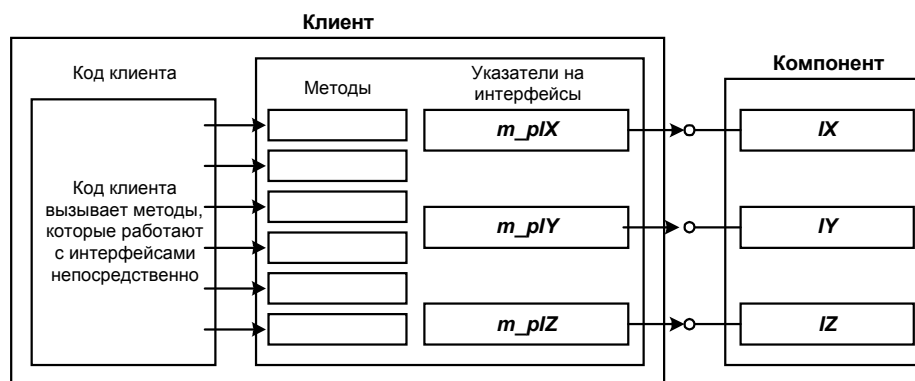 Клиент
Код клиента
Методы
Указатели на
интерфейсы
Компонент
Код клиента
вызывает методы,
которые работают
с интерфейсами
непосредственно
m_pIX
IX
m_pIY
IY
m_pIZ
IZ